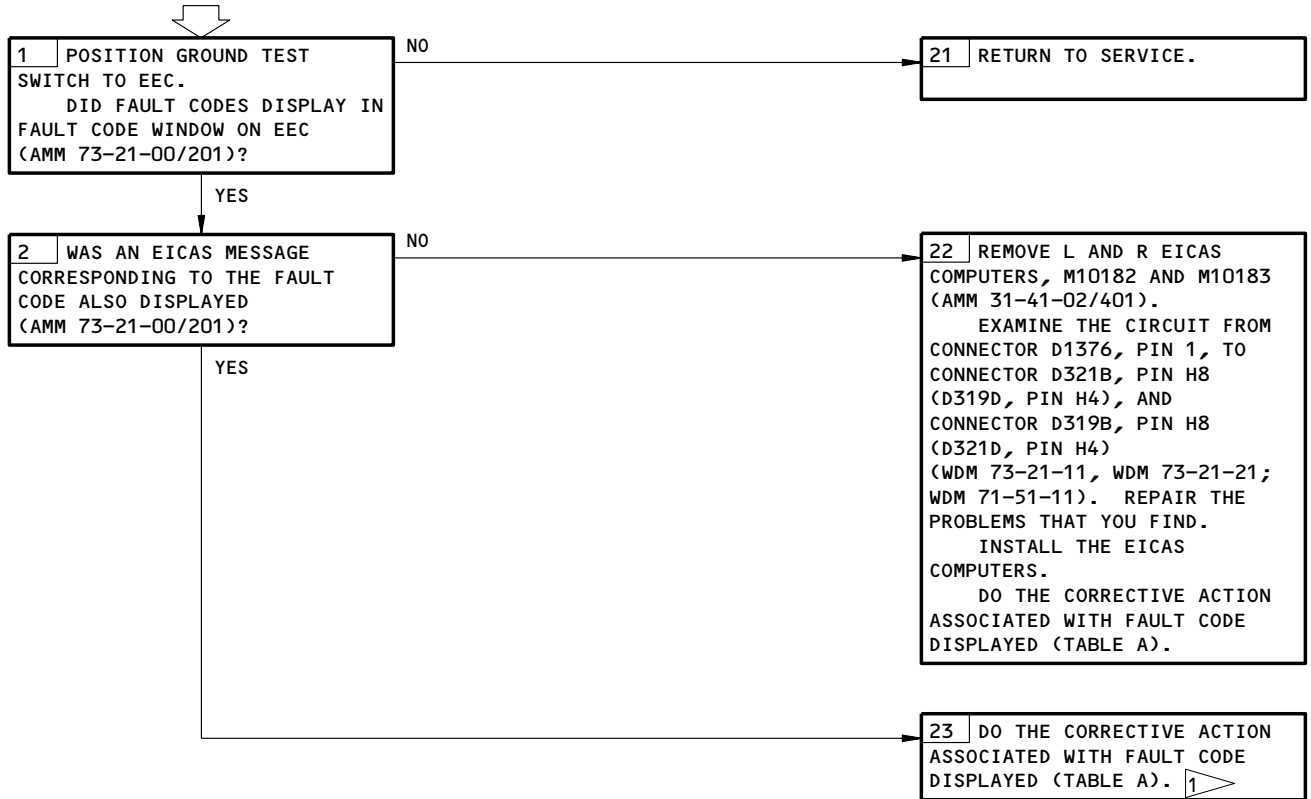 1 POSITION GROUND TEST
SWITCH TO EEC.
DID FAULT CODES DISPLAY IN
FAULT CODE WINDOW ON EEC
(AMM 73-21-00/201)?
NO
21 RETURN TO SERVICE.
YES
2 WAS AN EICAS MESSAGE
CORRESPONDING TO THE FAULT
CODE ALSO DISPLAYED
(AMM 73-21-00/201)?
NO
22 REMOVE L AND R EICAS
COMPUTERS, M10182 AND M10183
(AMM 31-41-02/401).
EXAMINE THE CIRCUIT FROM
CONNECTOR D1376, PIN 1, TO
CONNECTOR D321B, PIN H8
(D319D, PIN H4), AND
CONNECTOR D319B, PIN H8
(D321D, PIN H4)
(WDM 73-21-11, WDM 73-21-21;
WDM 71-51-11). REPAIR THE
PROBLEMS THAT YOU FIND.
INSTALL THE EICAS
COMPUTERS.
DO THE CORRECTIVE ACTION
ASSOCIATED WITH FAULT CODE
DISPLAYED (TABLE A).
YES
23 DO THE CORRECTIVE ACTION
ASSOCIATED WITH FAULT CODE
DISPLAYED (TABLE A). 1